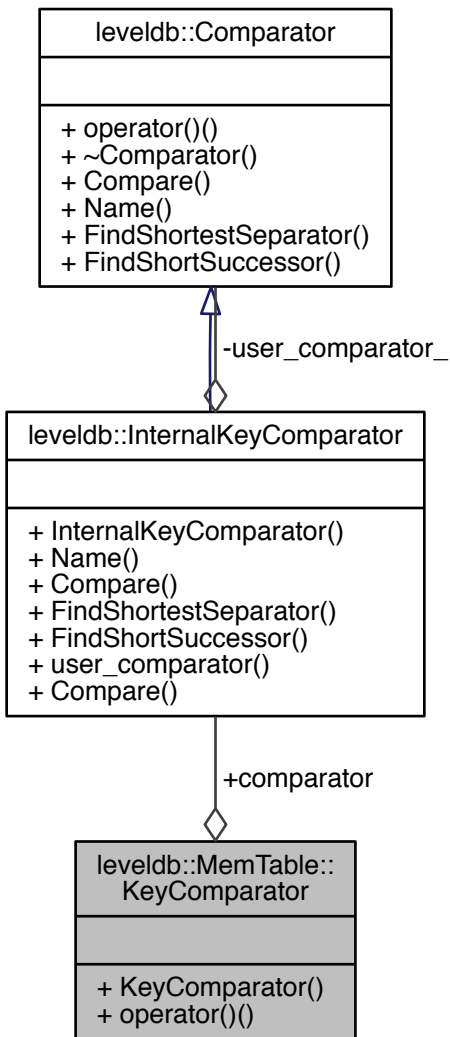 leveldb::Comparator
+ operator()()
+ ~Comparator()
+ Compare()
+ Name()
+ FindShortestSeparator()
+ FindShortSuccessor()
-user_comparator_
leveldb::InternalKeyComparator
+ InternalKeyComparator()
+ Name()
+ Compare()
+ FindShortestSeparator()
+ FindShortSuccessor()
+ user_comparator()
+ Compare()
+comparator
leveldb::MemTable::
KeyComparator
+ KeyComparator()
+ operator()()